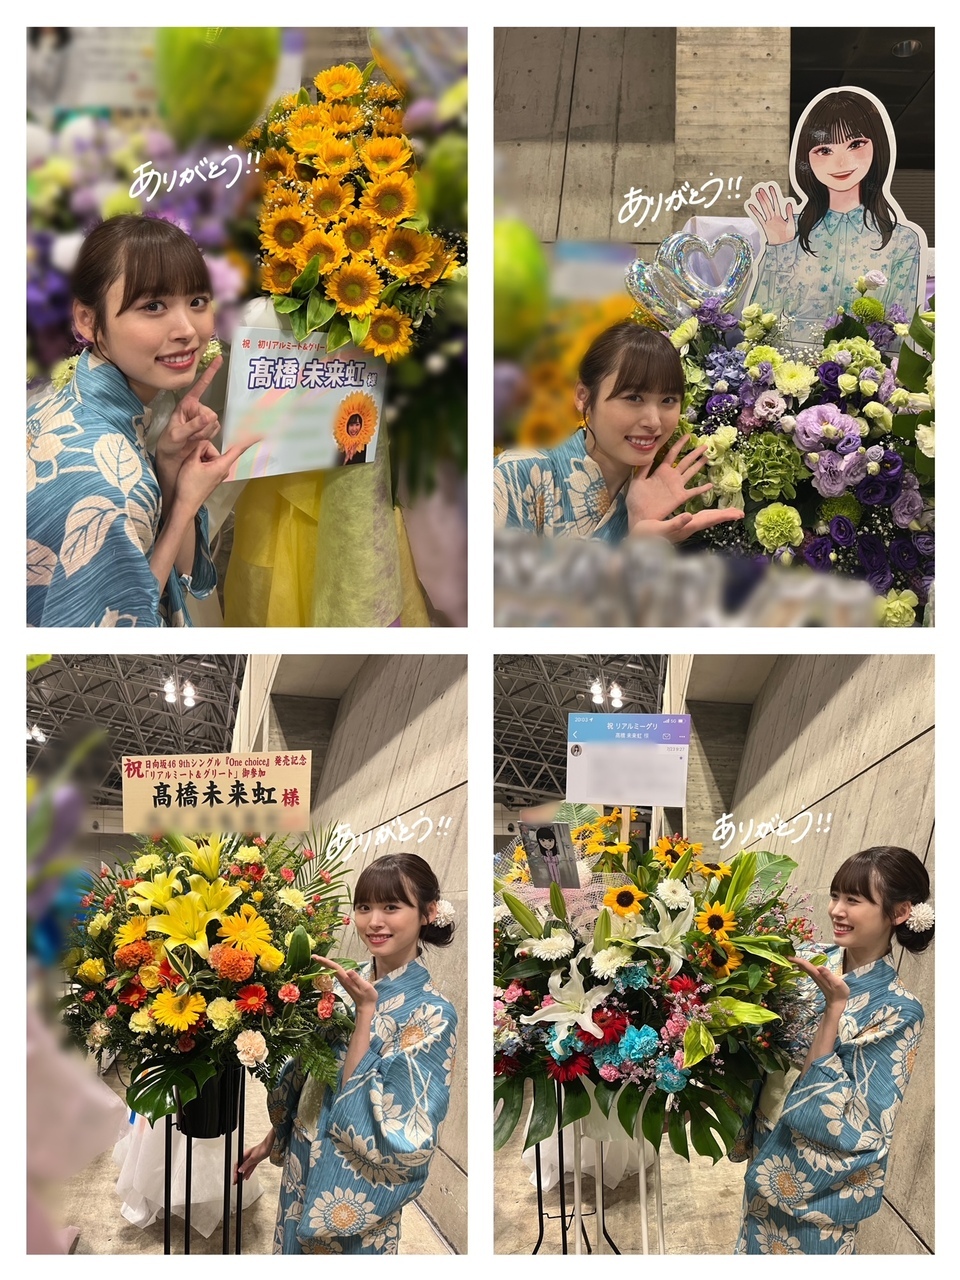 ありがとう!!
祝 初リアルミート&グリート
髙橋 未来虹 様
ありがとう!!
祝
日向坂46 9thシングル『One choice』発売記念
「リアルミート&グリート」御参加
髙橋未来虹 様
ありがとう!!
20:03
5G
祝 リアルミーグリ
髙橋 未来虹 様
ありがとう!!